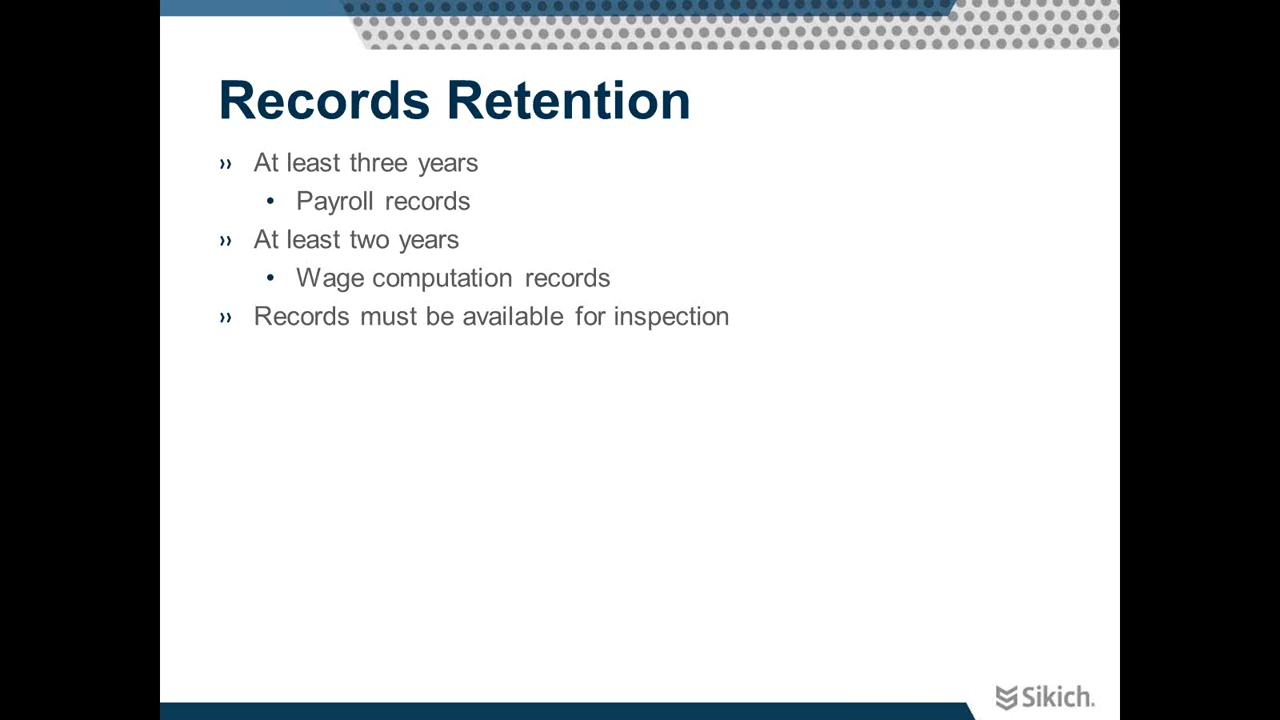 Records Retention
›› At least three years
• Payroll records
›› At least two years
• Wage computation records
›› Records must be available for inspection
Sikich.